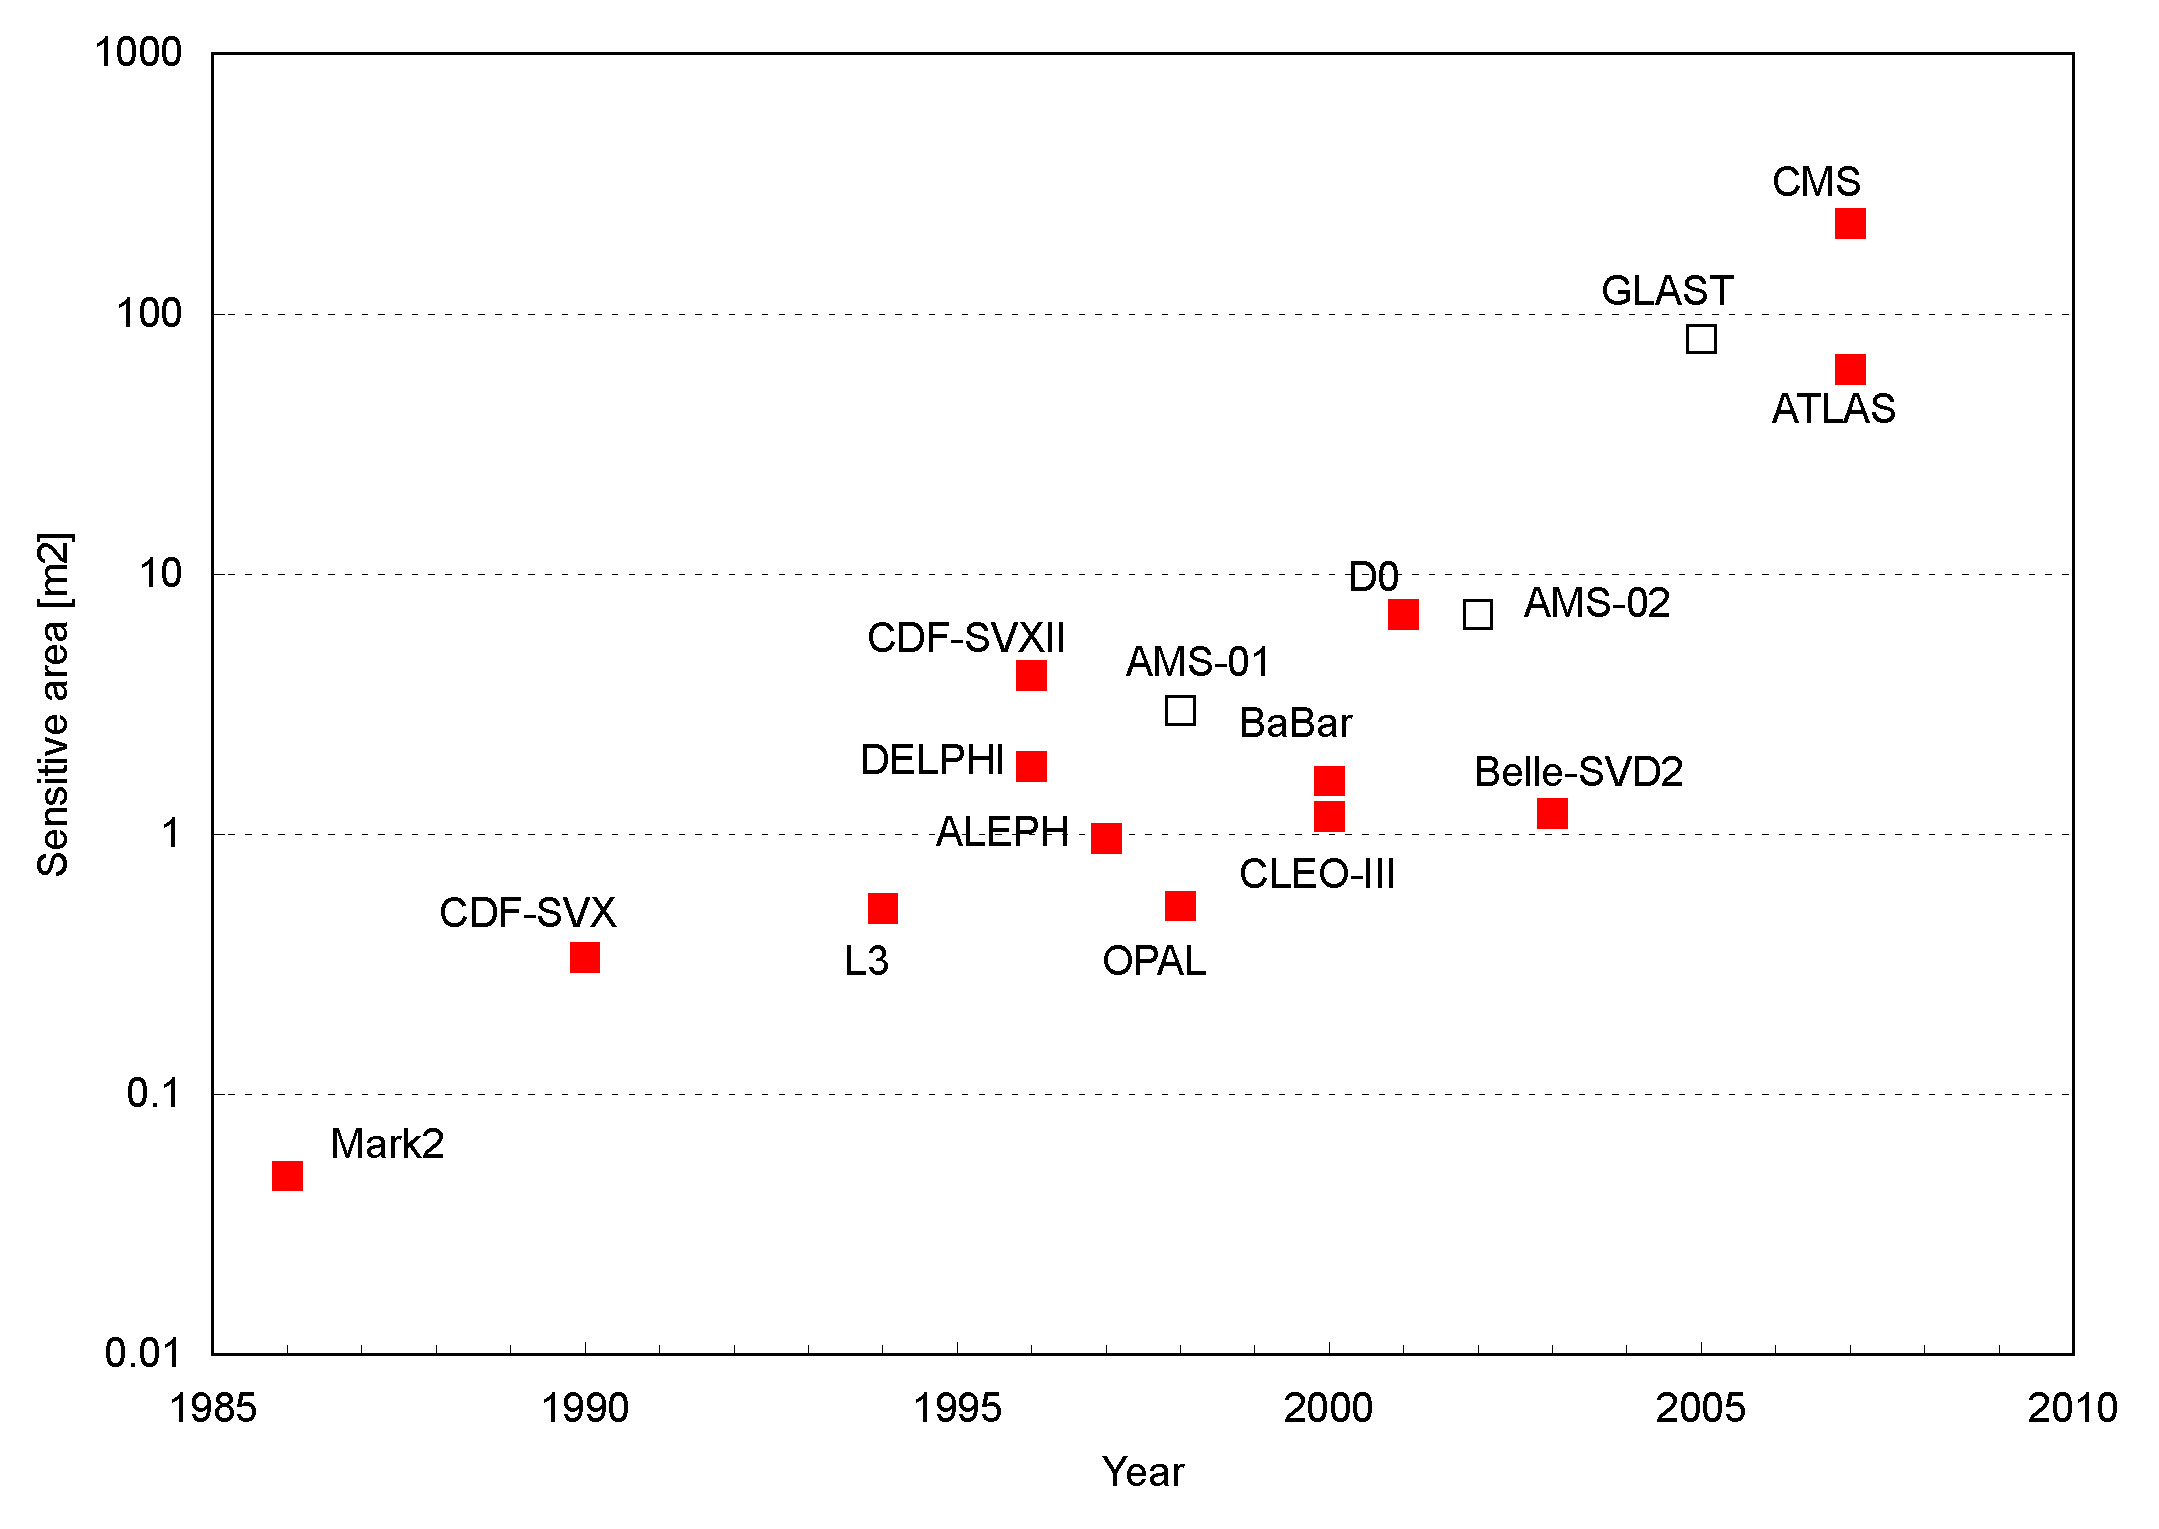 1000
CMS
GLAST
100
ATLAS
10
D0
AMS-02
CDF-SVXII
AMS-01
BaBar
DELPHI
Belle-SVD2
1
ALEPH
CLEO-III
CDF-SVX
L3
OPAL
0.1
Mark2
0.01
Sensitive area [m2]
1985 1990 1995 2000 2005 2010
Year